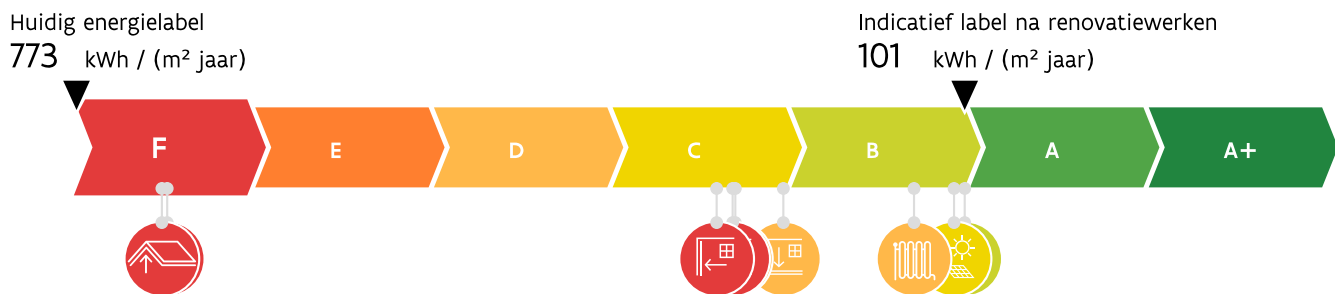 Huidig energielabel
773 kWh / (m² jaar)
Indicatief label na renovatiewerken
101 kWh / (m² jaar)
F E D C B A A+